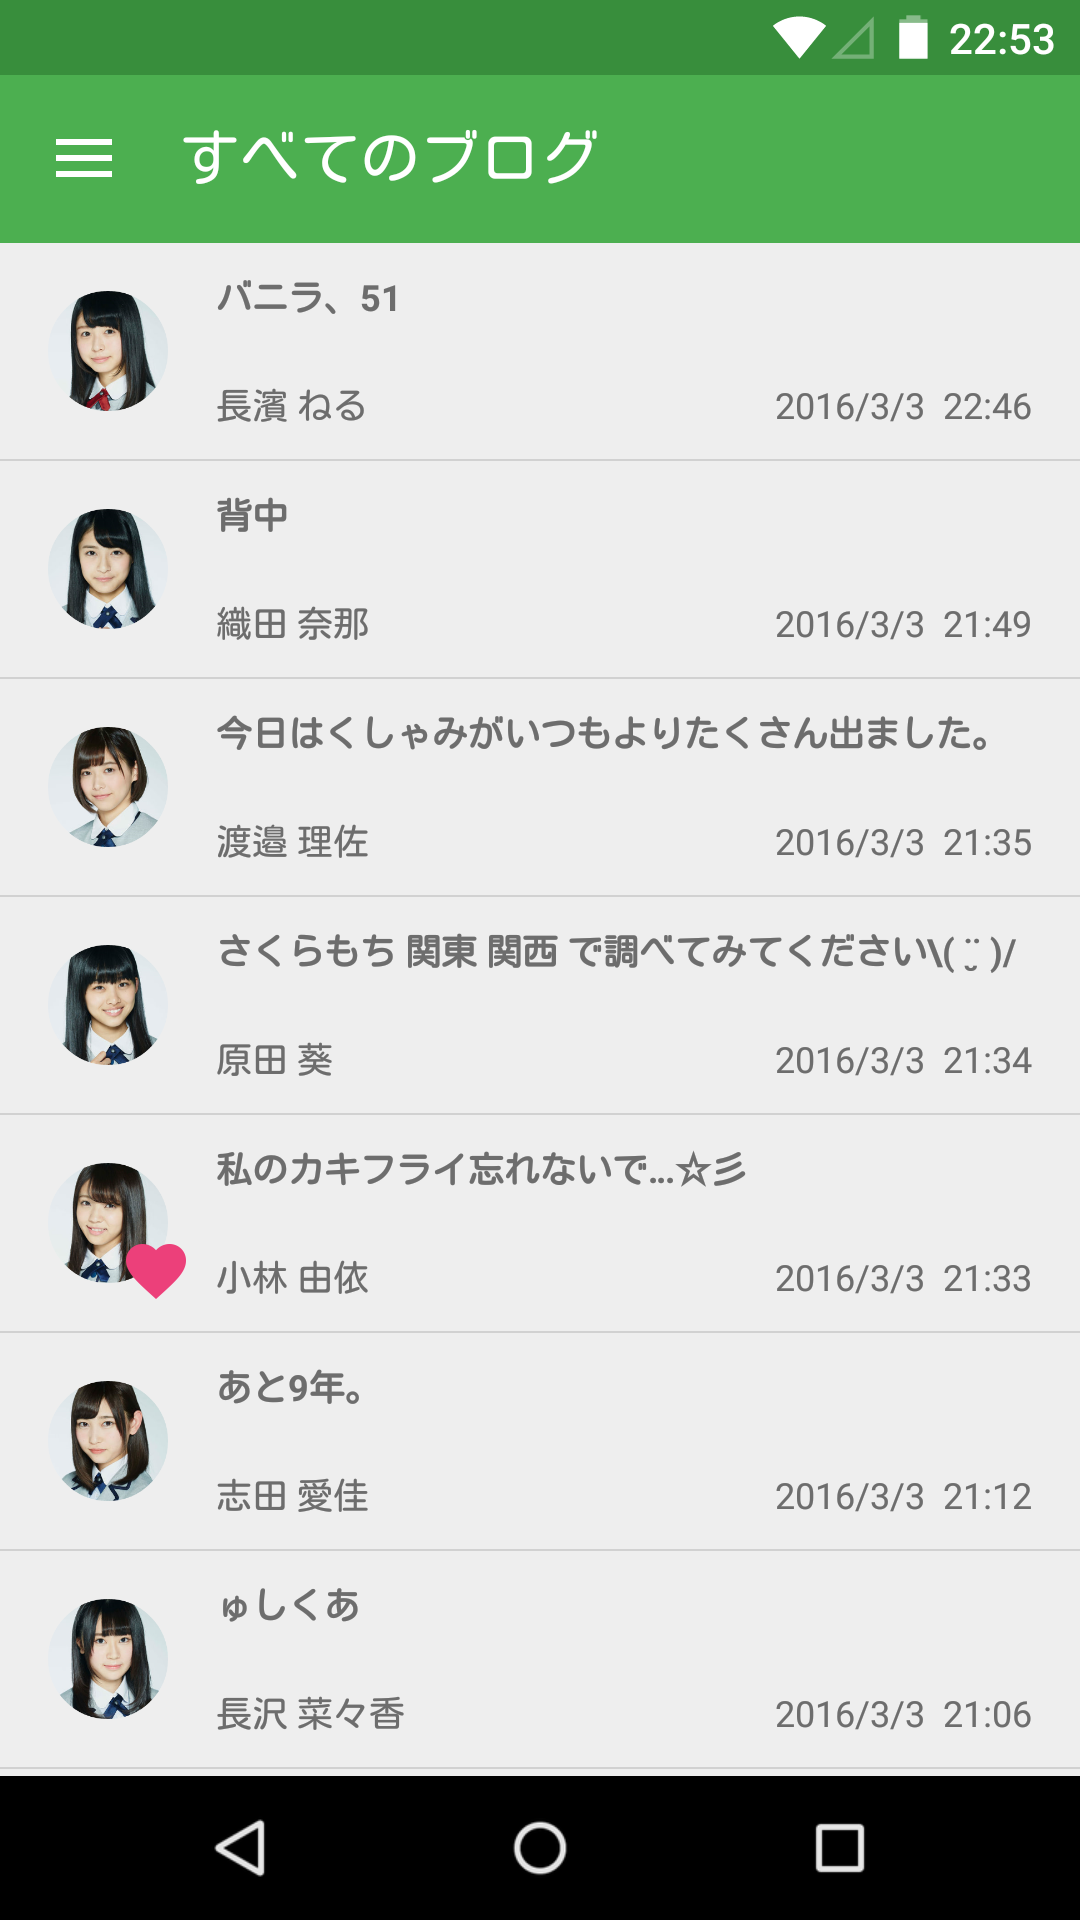 22:53
すべてのブログ
バニラ、51
長濱 ねる 2016/3/3 22:46
背中
織田 奈那 2016/3/3 21:49
今日はくしゃみがいつもよりたくさん出ました。
渡邉 理佐 2016/3/3 21:35
さくらもち 関東 関西 で調べてみてください\( ¨̮ )/
原田 葵 2016/3/3 21:34
私のカキフライ忘れないで...☆彡
小林 由依 2016/3/3 21:33
あと9年。
志田 愛佳 2016/3/3 21:12
ゅしくあ
長沢 菜々香 2016/3/3 21:06